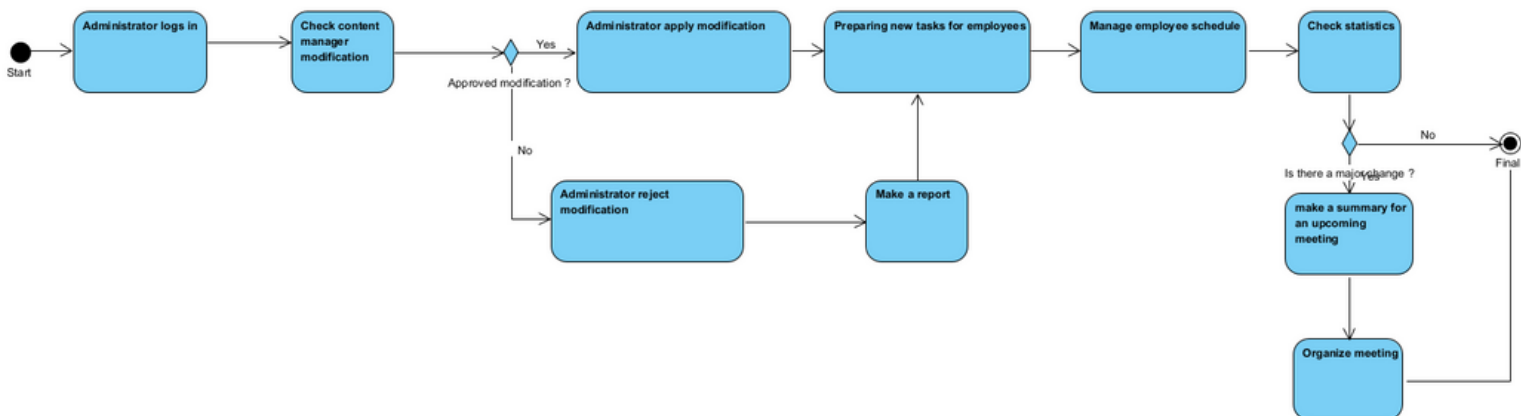 Start
Administrator logs in
Check content
manager
modification
Approved modification ?
Yes
No
Administrator apply modification
Administrator reject
modification
Make a report
Preparing new tasks for employees
Manage employee schedule
Check statistics
Is there a major change ?
No
Yes
Final
make a summary for
an upcoming
meeting
Organize meeting